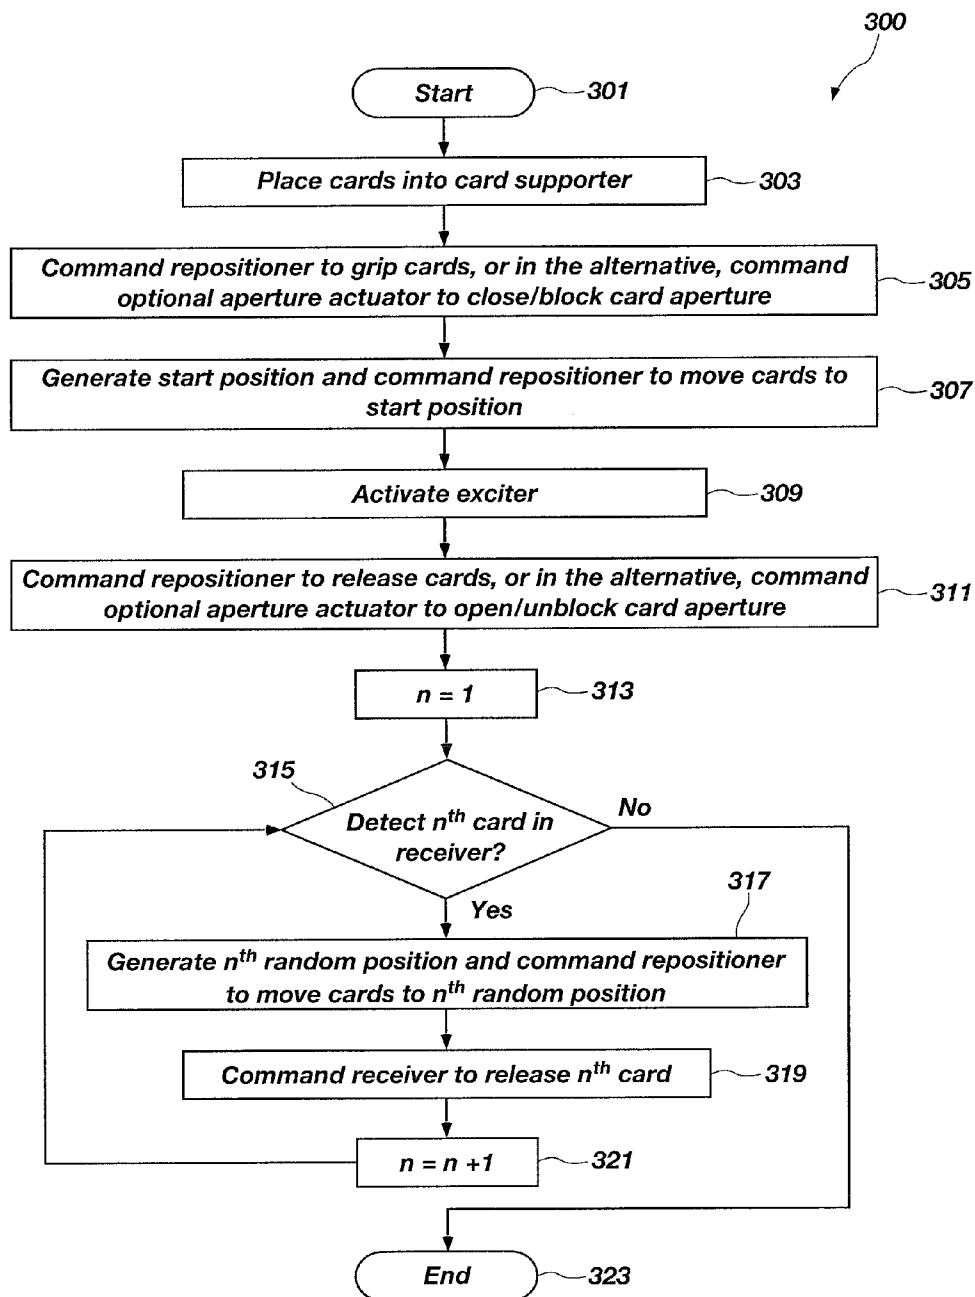 300
Start
301
Place cards into card supporter
303
Command repositioner to grip cards, or in the alternative, command
optional aperture actuator to close/block card aperture
305
Generate start position and command repositioner to move cards to
start position
307
Activate exciter
309
Command repositioner to release cards, or in the alternative, command
optional aperture actuator to open/unblock card aperture
311
n = 1
313
315
Detect nth card in
receiver?
No
Yes
317
Generate nth random position and command repositioner
to move cards to nth random position
Command receiver to release nth card
319
n = n +1
321
End
323